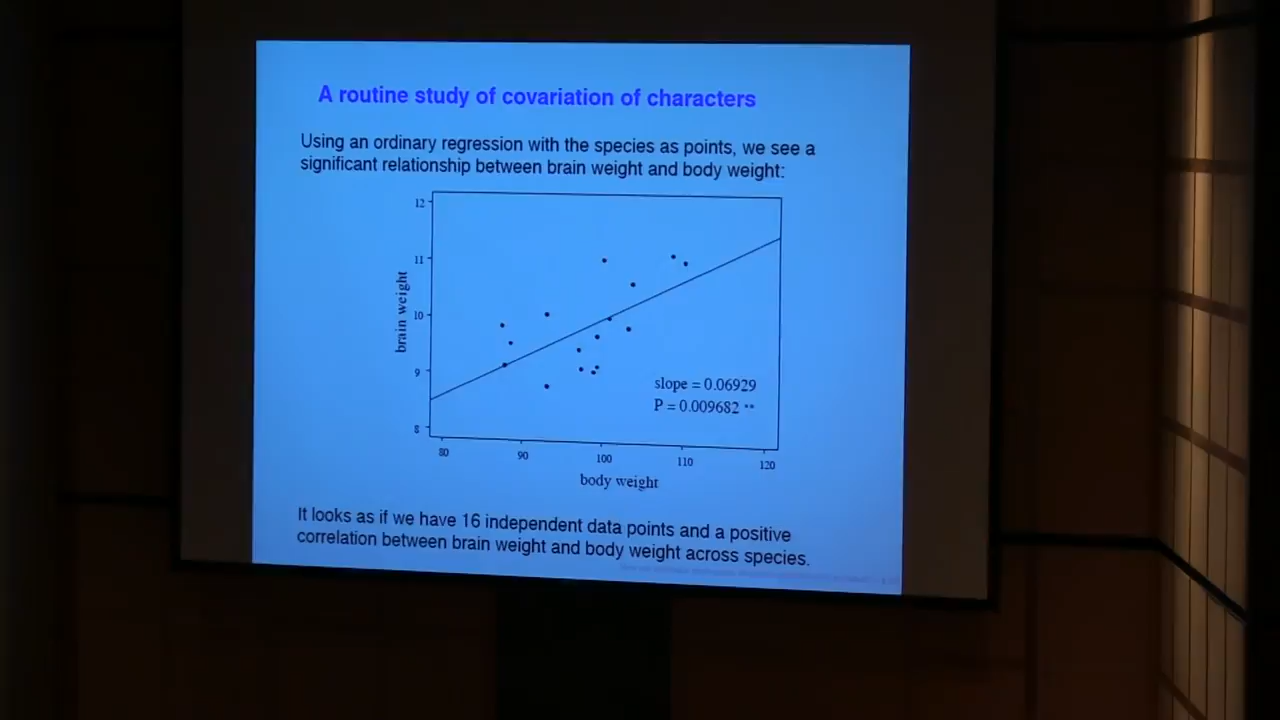 A routine study of covariation of characters
Using an ordinary regression with the species as points, we see a
significant relationship between brain weight and body weight:
12
11
10
9
8
brain weight
slope = 0.06929
P = 0.009682 **
80 90 100 110 120
body weight
It looks as if we have 16 independent data points and a positive
correlation between brain weight and body weight across species.